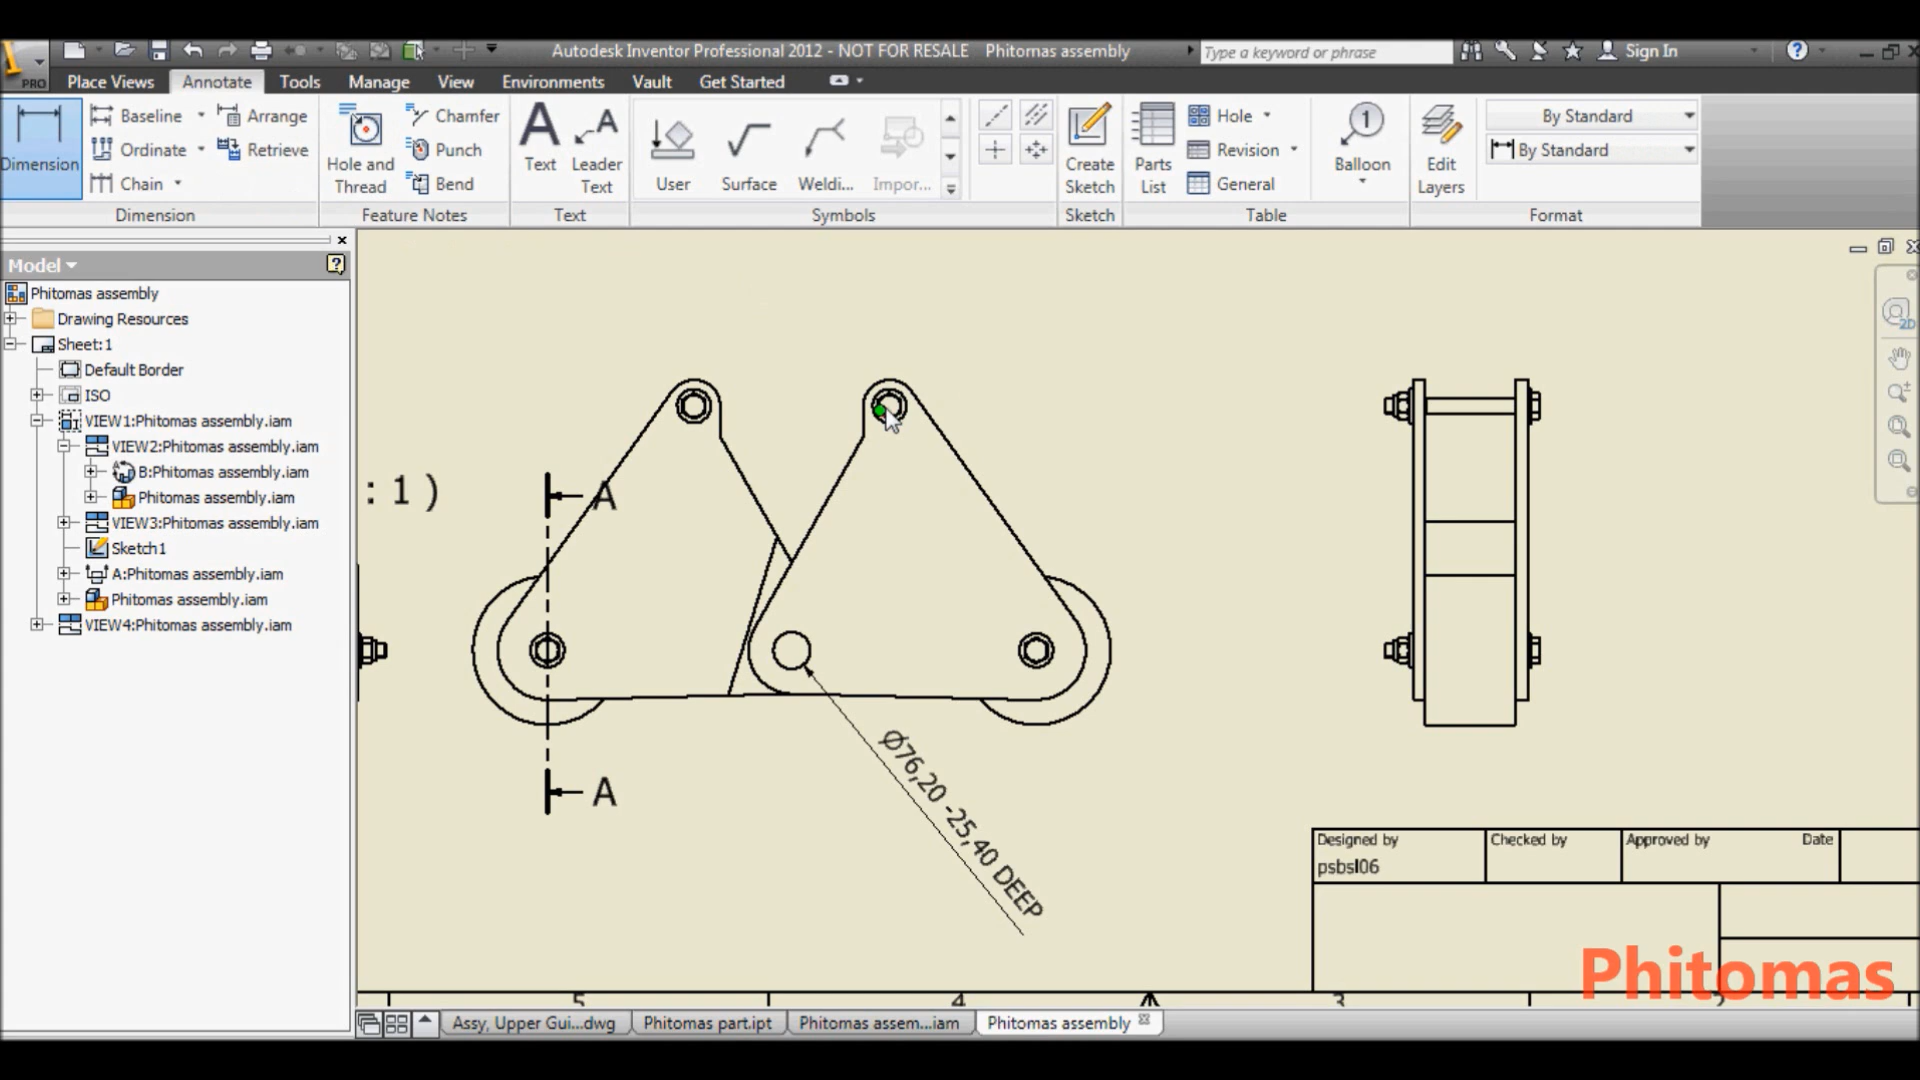 Autodesk Inventor Professional 2012 - NOT FOR RESALE Phitomas assembly
Type a keyword or phrase
Sign In
PRO
Place Views Annotate Tools Manage View Environments Vault Get Started
Dimension
Baseline
Ordinate
Chain
Arrange
Retrieve
Dimension
Hole and Thread
Chamfer
Punch
Bend
Feature Notes
Text
Leader Text
Text
User
Surface
Weldi...
Impor...
Symbols
Create Sketch
Sketch
Parts List
Hole
Revision
General
Table
1
Balloon
Edit Layers
By Standard
By Standard
Format
Model
Phitomas assembly
Drawing Resources
Sheet:1
Default Border
ISO
VIEW1:Phitomas assembly.iam
VIEW2:Phitomas assembly.iam
B:Phitomas assembly.iam
Phitomas assembly.iam
VIEW3:Phitomas assembly.iam
Sketch1
A:Phitomas assembly.iam
Phitomas assembly.iam
VIEW4:Phitomas assembly.iam
2D
: 1 )
A
A
Ø76,20 -25,40 DEEP
Designed by
psbsl06
Checked by
Approved by
Date
Phitomas
5 4 3 2
Assy, Upper Gui...dwg
Phitomas part.ipt
Phitomas assem...iam
Phitomas assembly